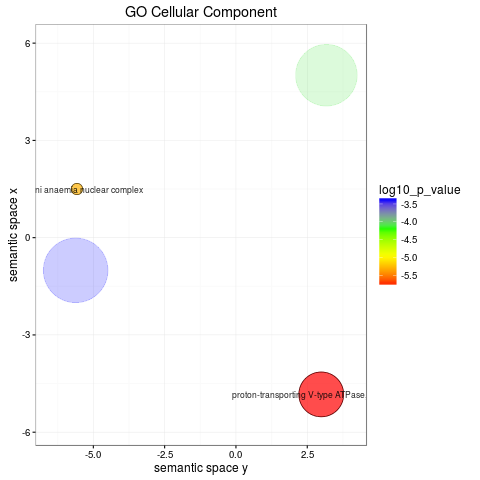 GO Cellular Component
6
3
0
-3
-6
semantic space x
ni anaemia nuclear complex
proton-transporting V-type ATPase,
-5.0
-2.5
0.0
2.5
semantic space y
log10_p_value
-3.5
-4.0
-4.5
-5.0
-5.5